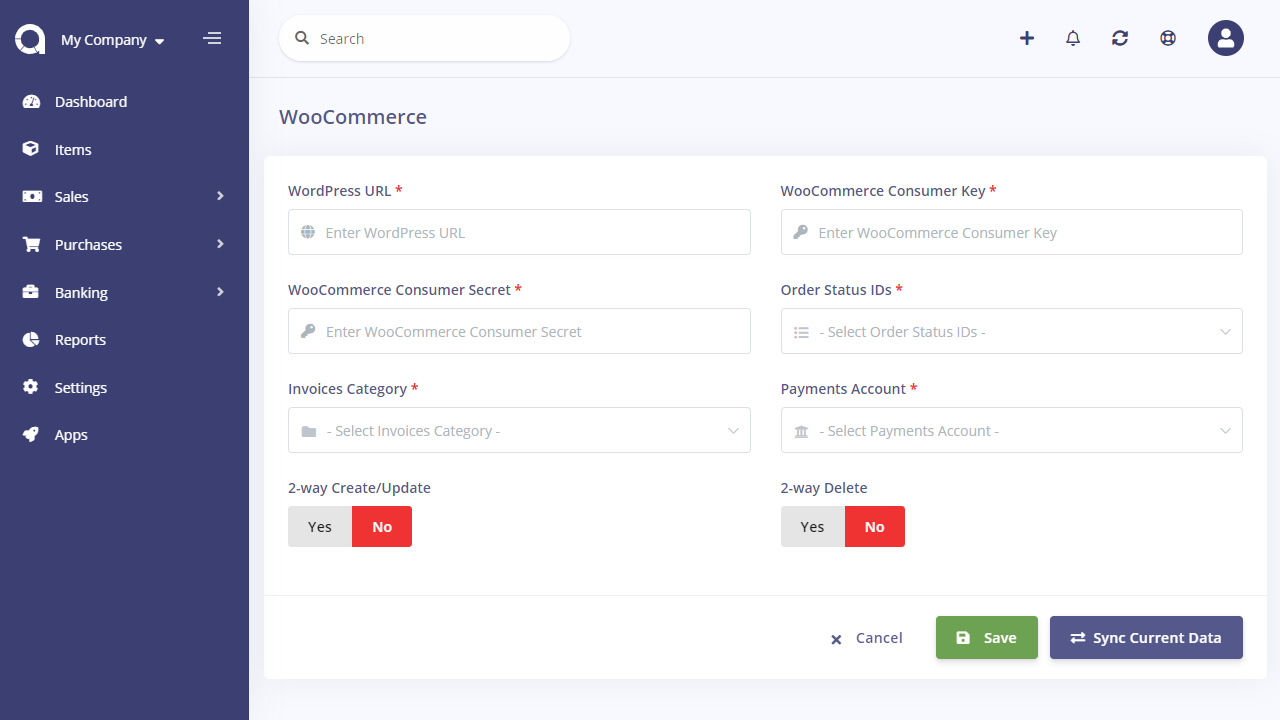 My Company
Search
Dashboard
Items
Sales
Purchases
Banking
Reports
Settings
Apps
WooCommerce
WordPress URL *
Enter WordPress URL
WooCommerce Consumer Key *
Enter WooCommerce Consumer Key
WooCommerce Consumer Secret *
Enter WooCommerce Consumer Secret
Order Status IDs *
- Select Order Status IDs -
Invoices Category *
- Select Invoices Category -
Payments Account *
- Select Payments Account -
2-way Create/Update
Yes No
2-way Delete
Yes No
Cancel
Save
Sync Current Data